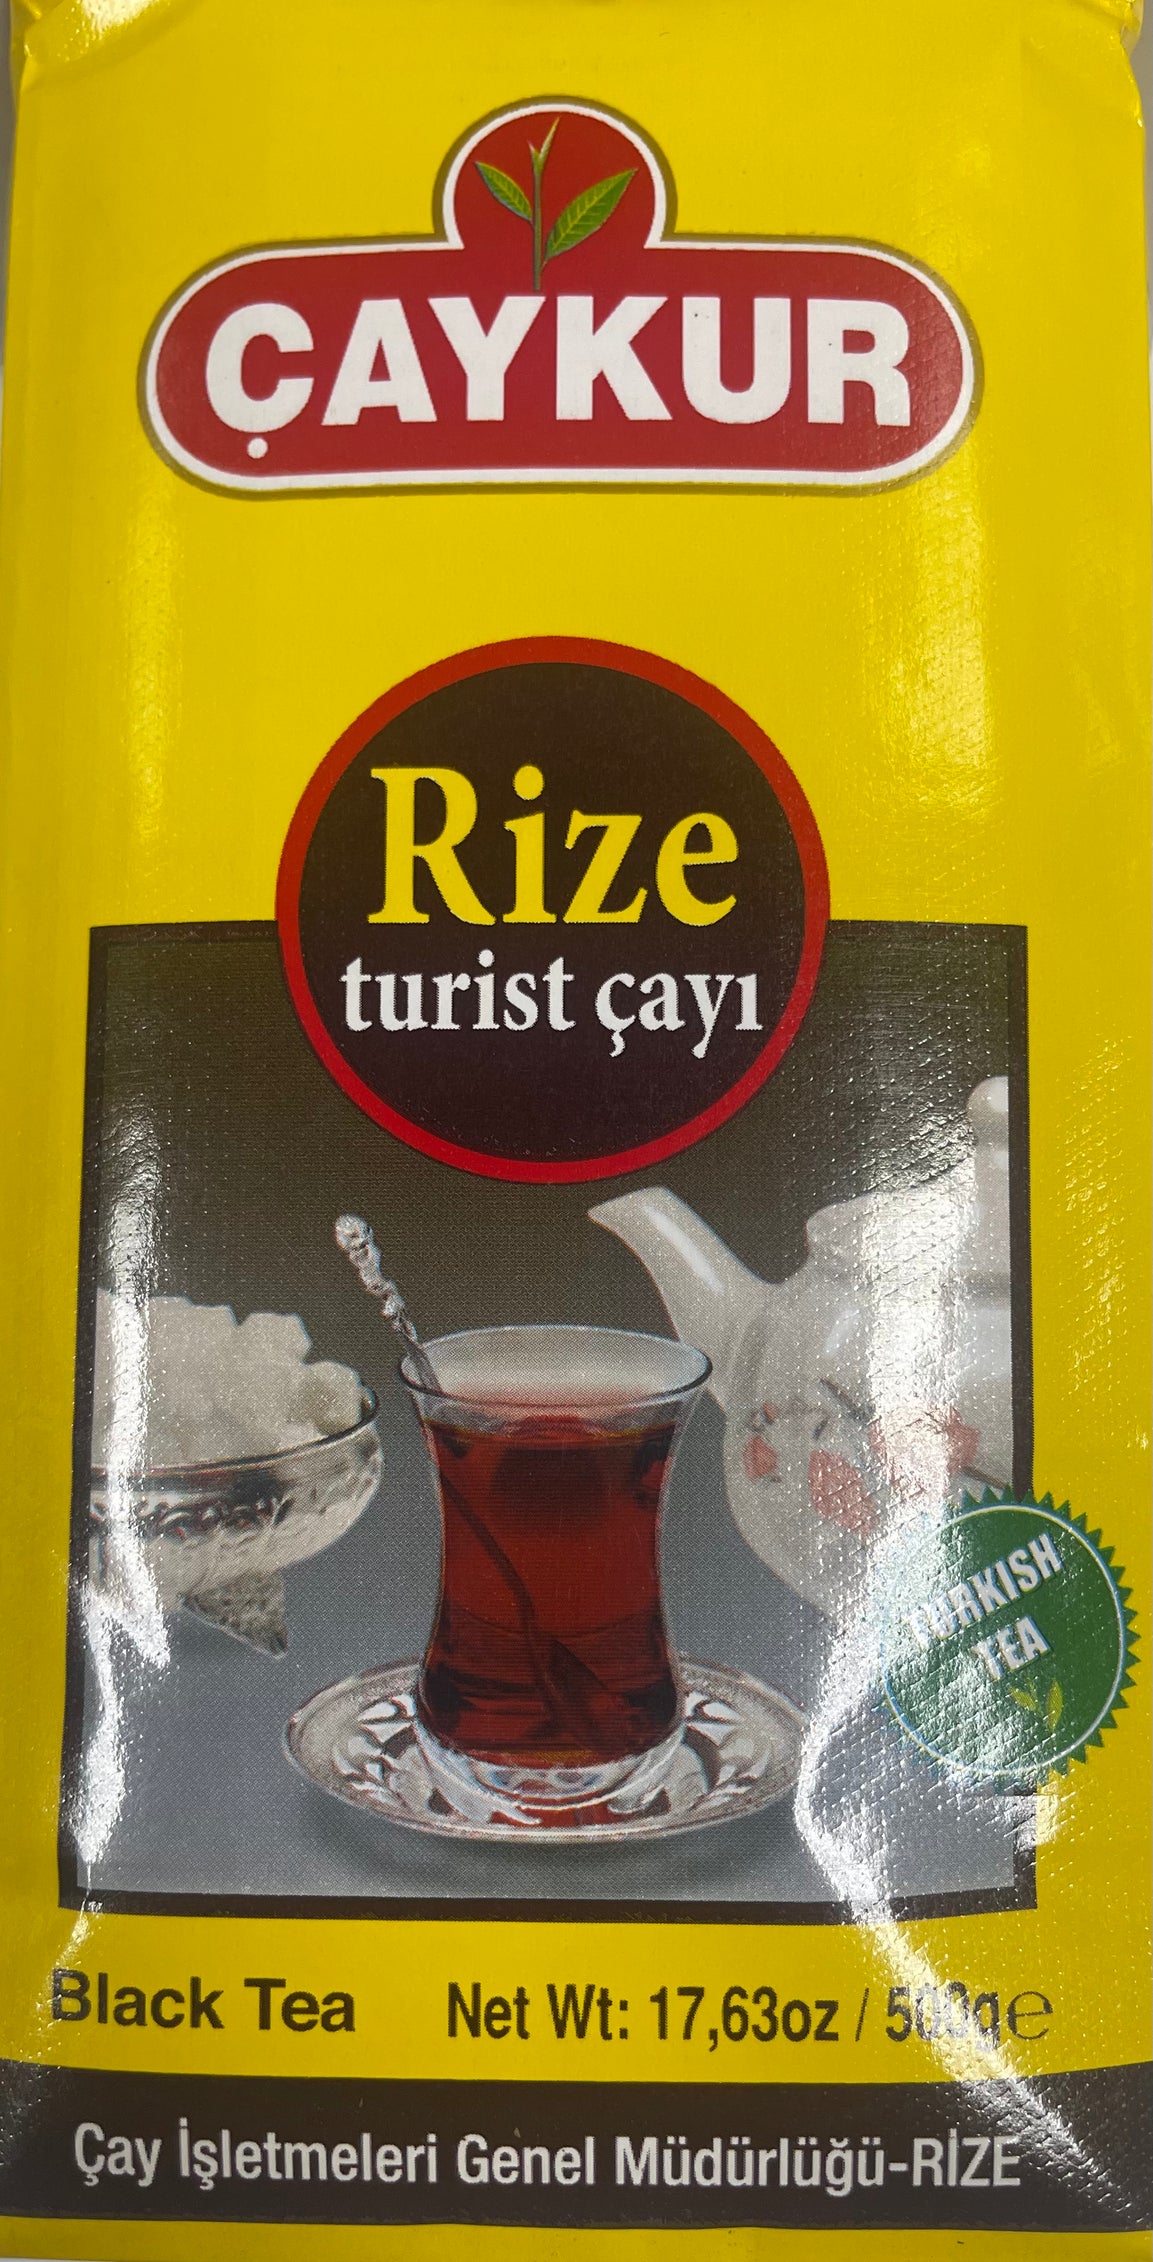 ÇAYKUR
Rize
turist çayı
TURKISH
TEA
Black Tea Net Wt: 17,63oz / 500g℮
Çay İşletmeleri Genel Müdürlüğü-RİZE